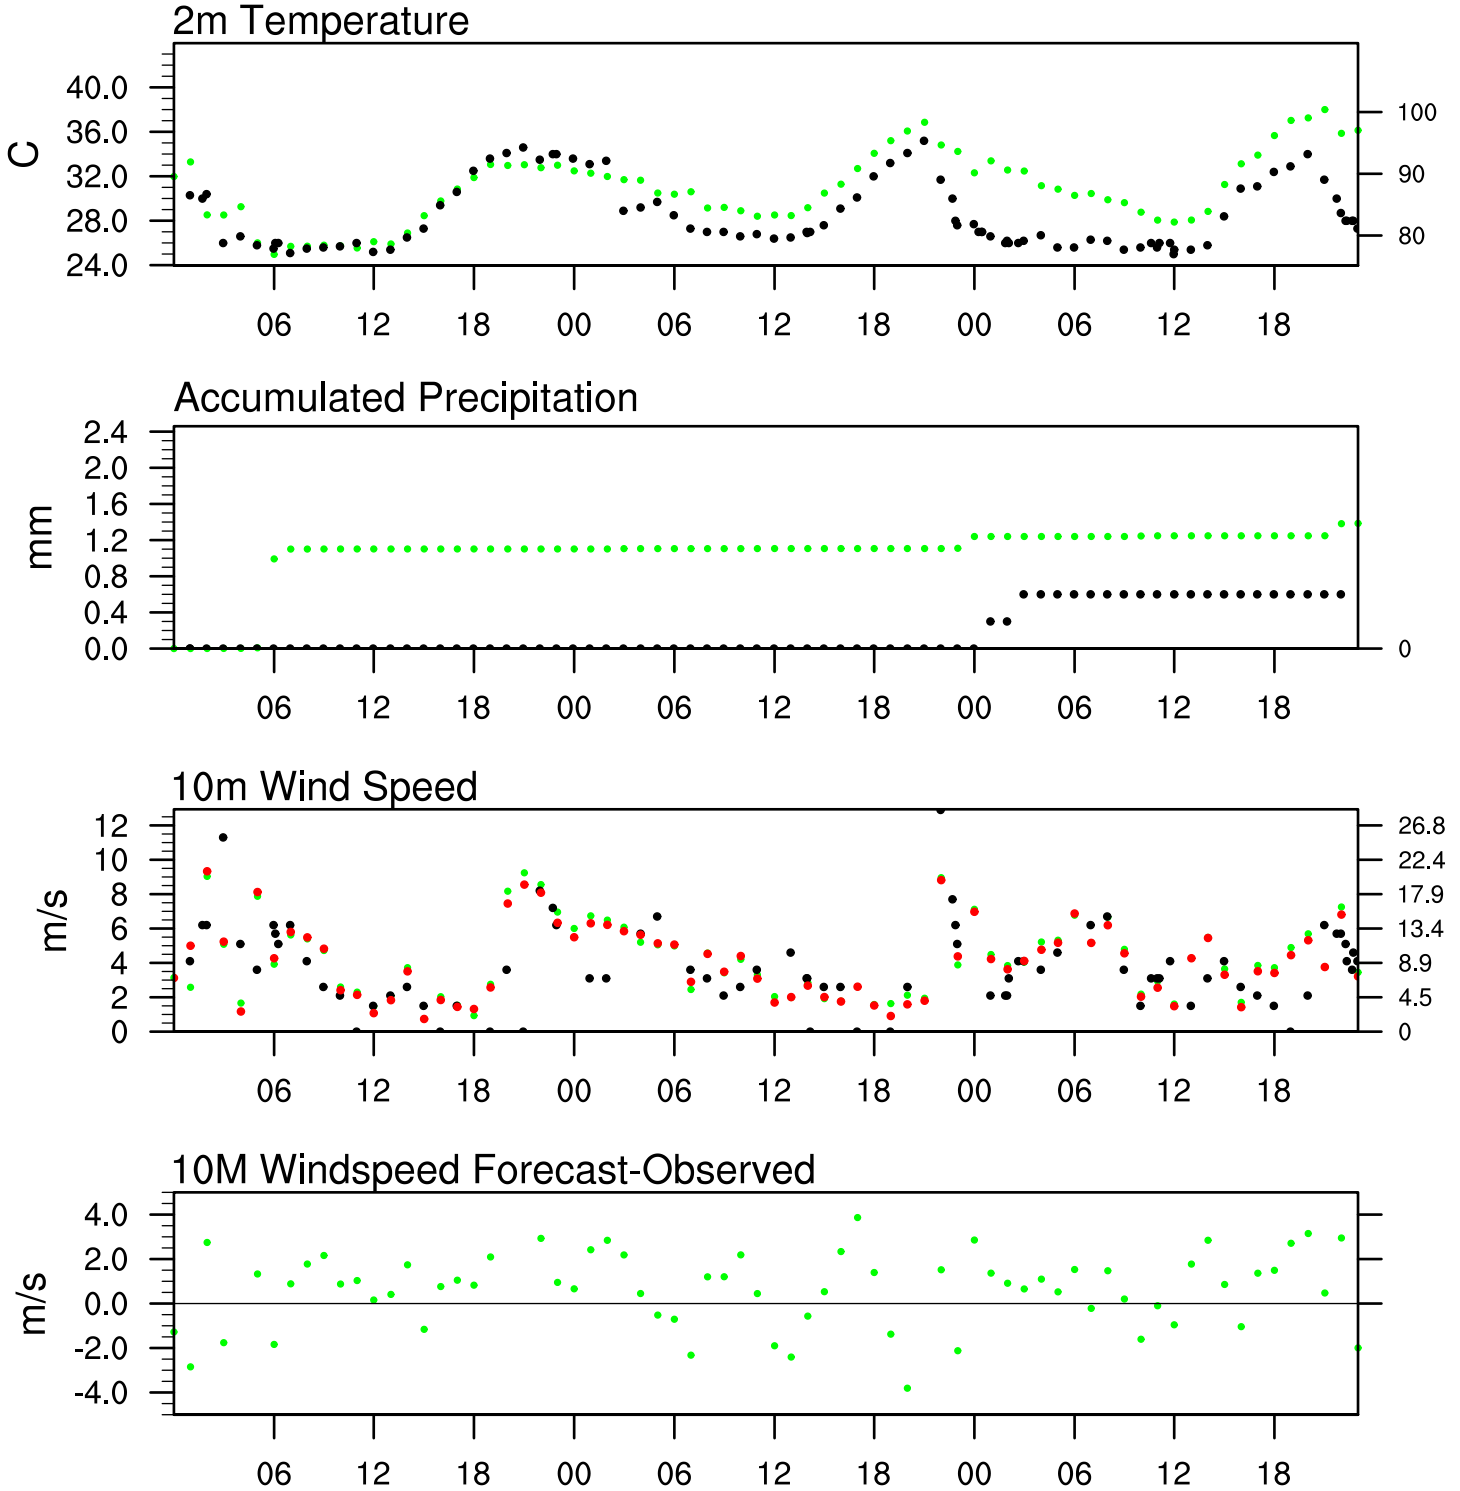 2m Temperature
40.0
36.0
32.0
28.0
24.0
C
100
90
80
06 12 18 00 06 12 18 00 06 12 18
Accumulated Precipitation
2.4
2.0
1.6
1.2
0.8
0.4
0.0
mm
0
06 12 18 00 06 12 18 00 06 12 18
10m Wind Speed
12
10
8
6
4
2
0
m/s
26.8
22.4
17.9
13.4
8.9
4.5
0
06 12 18 00 06 12 18 00 06 12 18
10M Windspeed Forecast-Observed
4.0
2.0
0.0
-2.0
-4.0
m/s
06 12 18 00 06 12 18 00 06 12 18